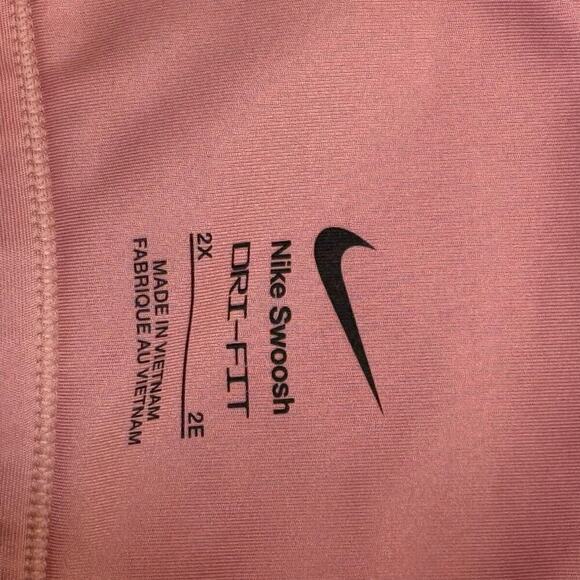 Nike Swoosh
DRI-FIT
2X 2E
MADE IN VIETNAM
FABRIQUE AU VIETNAM